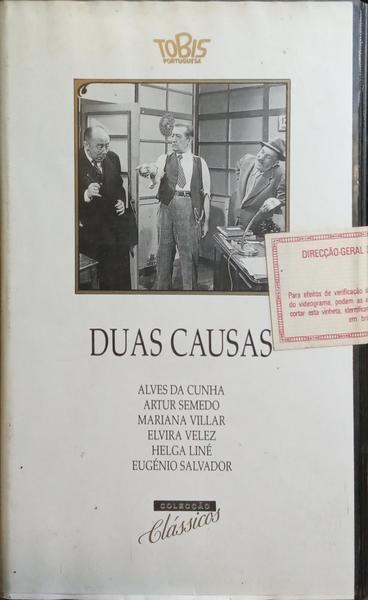 TOBIS
PORTUGUESA
DIRECÇÃO-GERAL
Para efeitos de verificação
do videograma, podem as
cortar esta vinheta,
em
DUAS CAUSAS
ALVES DA CUNHA
ARTUR SEMEDO
MARIANA VILLAR
ELVIRA VELEZ
HELGA LINÉ
EUGÉNIO SALVADOR
COLECÇÃO
Clássicos